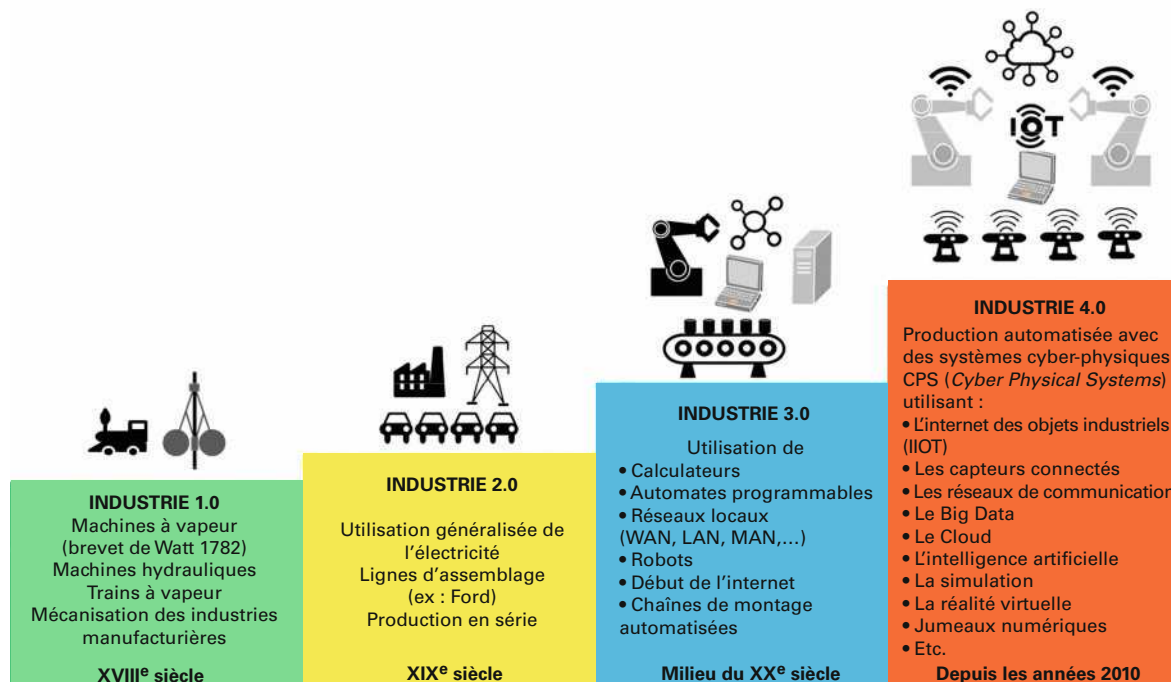 INDUSTRIE 1.0
Machines à vapeur
(brevet de Watt 1782)
Machines hydrauliques
Trains à vapeur
Mécanisation des industries
manufacturières
XVIIIe siècle
INDUSTRIE 2.0
Utilisation généralisée de
l’électricité
Lignes d’assemblage
(ex : Ford)
Production en série
XIXe siècle
INDUSTRIE 3.0
Utilisation de
• Calculateurs
• Automates programmables
• Réseaux locaux
(WAN, LAN, MAN,…)
• Robots
• Début de l’internet
• Chaînes de montage
automatisées
Milieu du XXe siècle
IOT
INDUSTRIE 4.0
Production automatisée avec
des systèmes cyber-physiques
CPS (Cyber Physical Systems)
utilisant :
• L’internet des objets industriels
(IIOT)
• Les capteurs connectés
• Les réseaux de communication
• Le Big Data
• Le Cloud
• L’intelligence artificielle
• La simulation
• La réalité virtuelle
• Jumeaux numériques
• Etc.
Depuis les années 2010